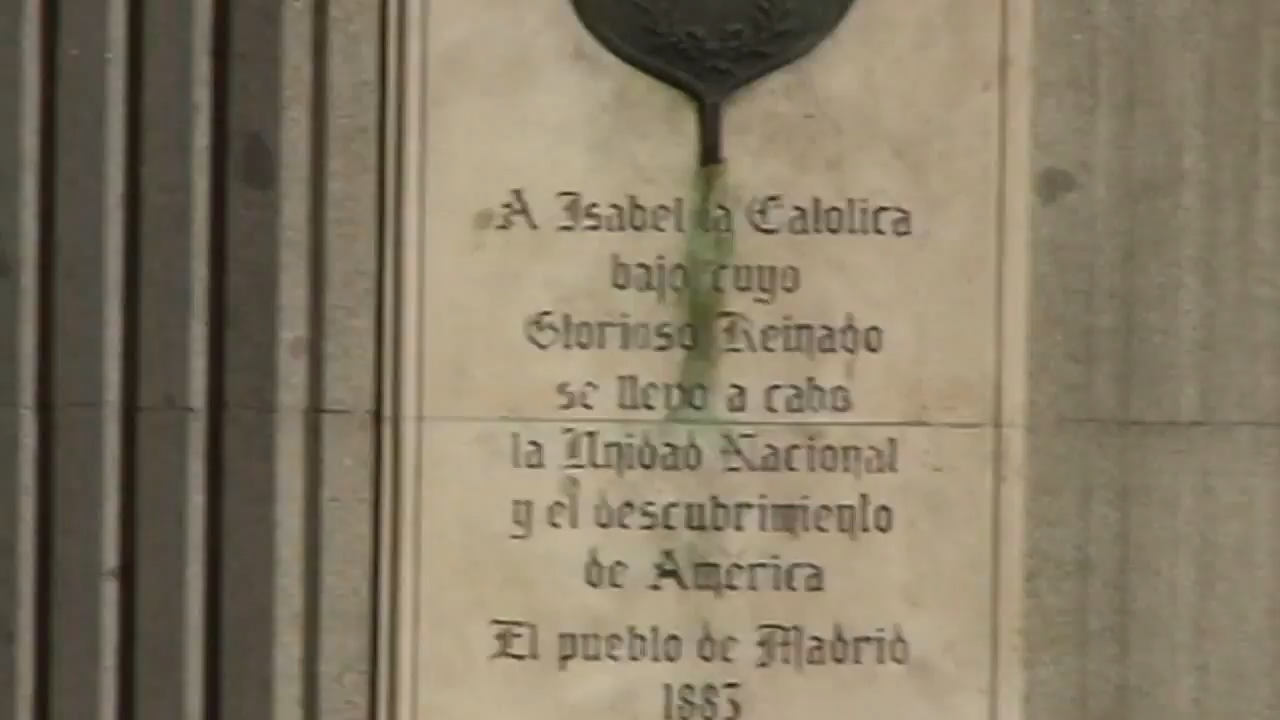 A Isabel la Catolica
bajo cuyo
Glorioso Reinado
se llevo a cabo
la Unidad Nacional
y el descubrimiento
de America
El pueblo de Madrid
1883